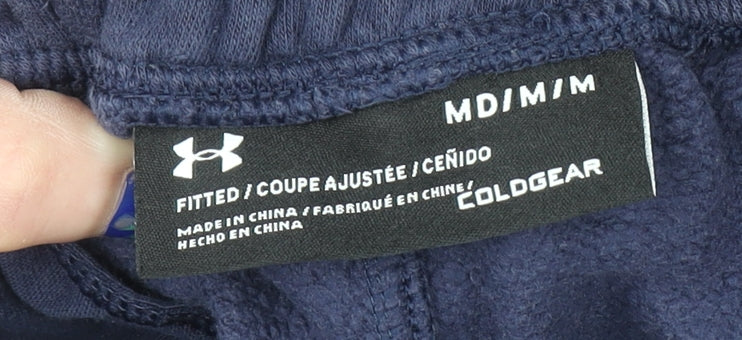 MD/M/M
FITTED / COUPE AJUSTÉE / CEÑIDO
MADE IN CHINA / FABRIQUÉ EN CHINE/
HECHO EN CHINA
COLDGEAR